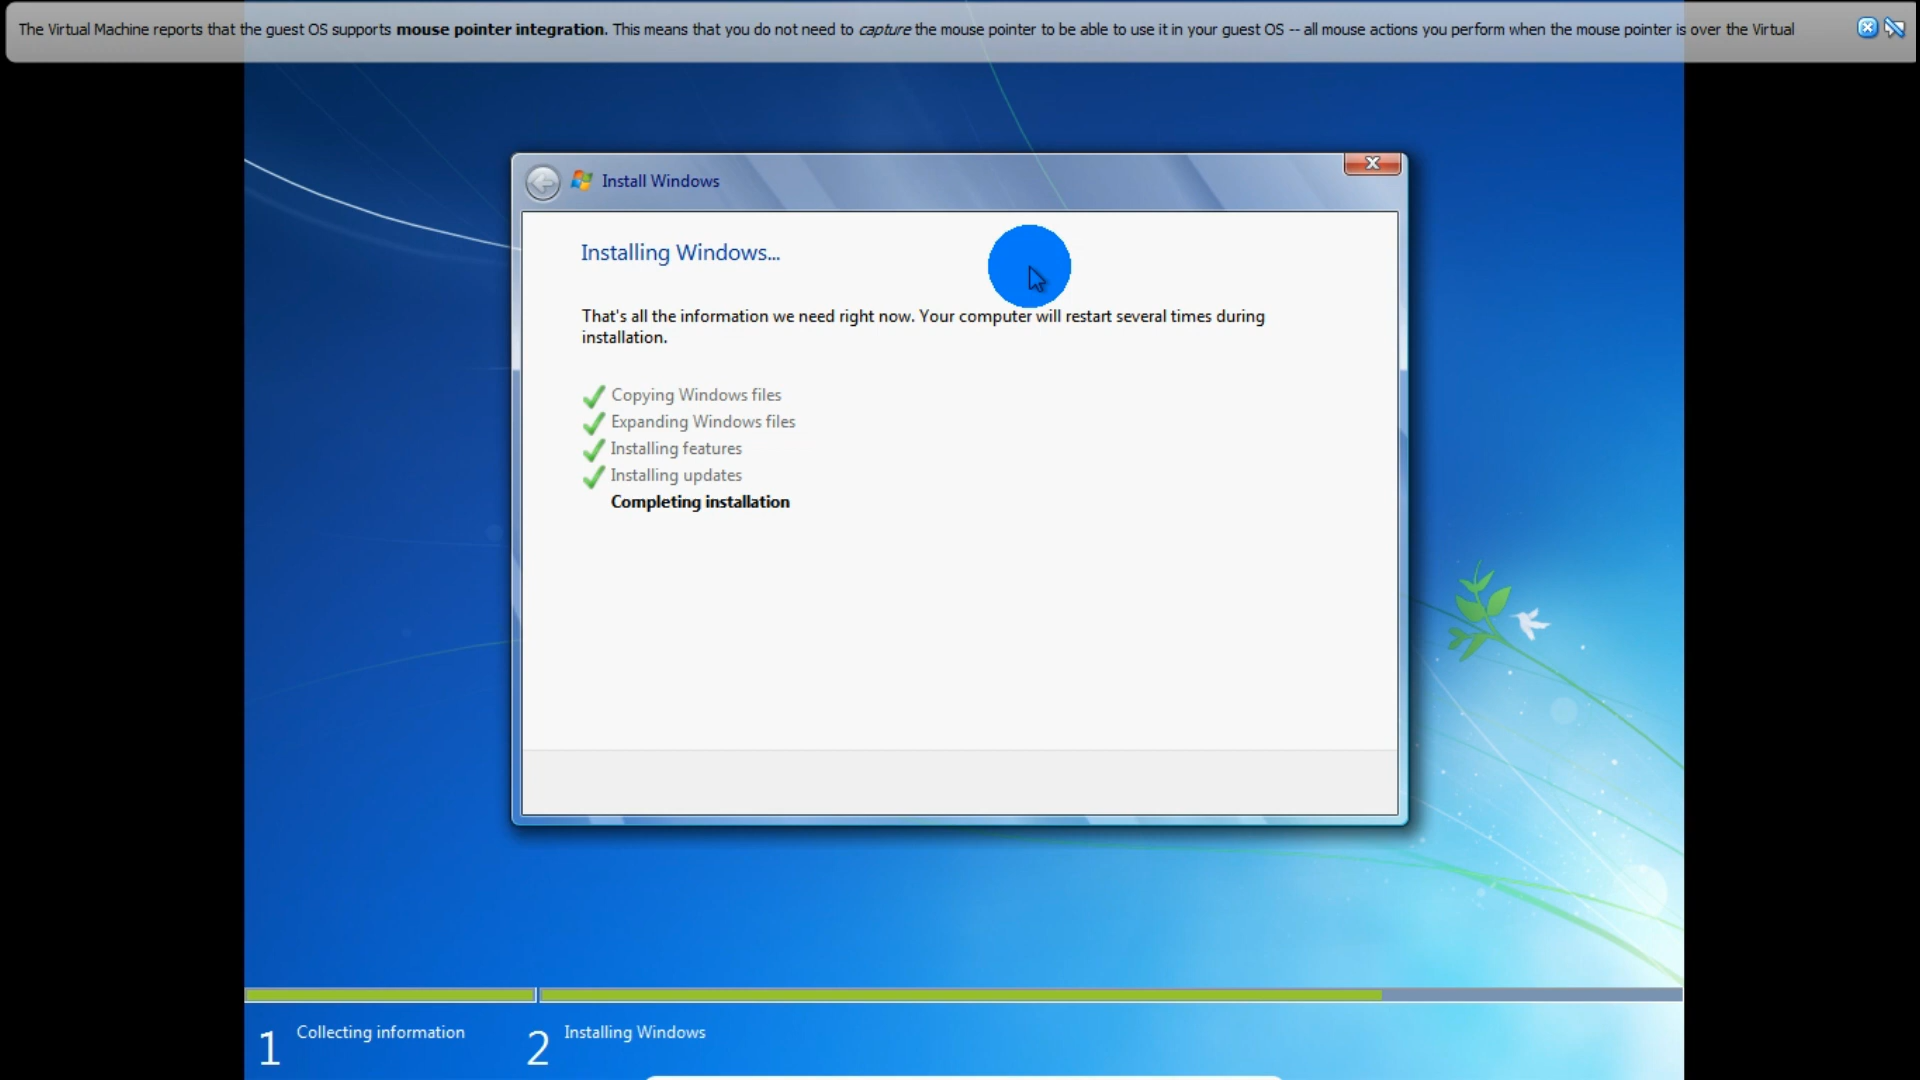 The Virtual Machine reports that the guest OS supports mouse pointer integration. This means that you do not need to capture the mouse pointer to be able to use it in your guest OS -- all mouse actions you perform when the mouse pointer is over the Virtual
Install Windows
Installing Windows...
That's all the information we need right now. Your computer will restart several times during
installation.
Copying Windows files
Expanding Windows files
Installing features
Installing updates
Completing installation
1 Collecting information
2 Installing Windows